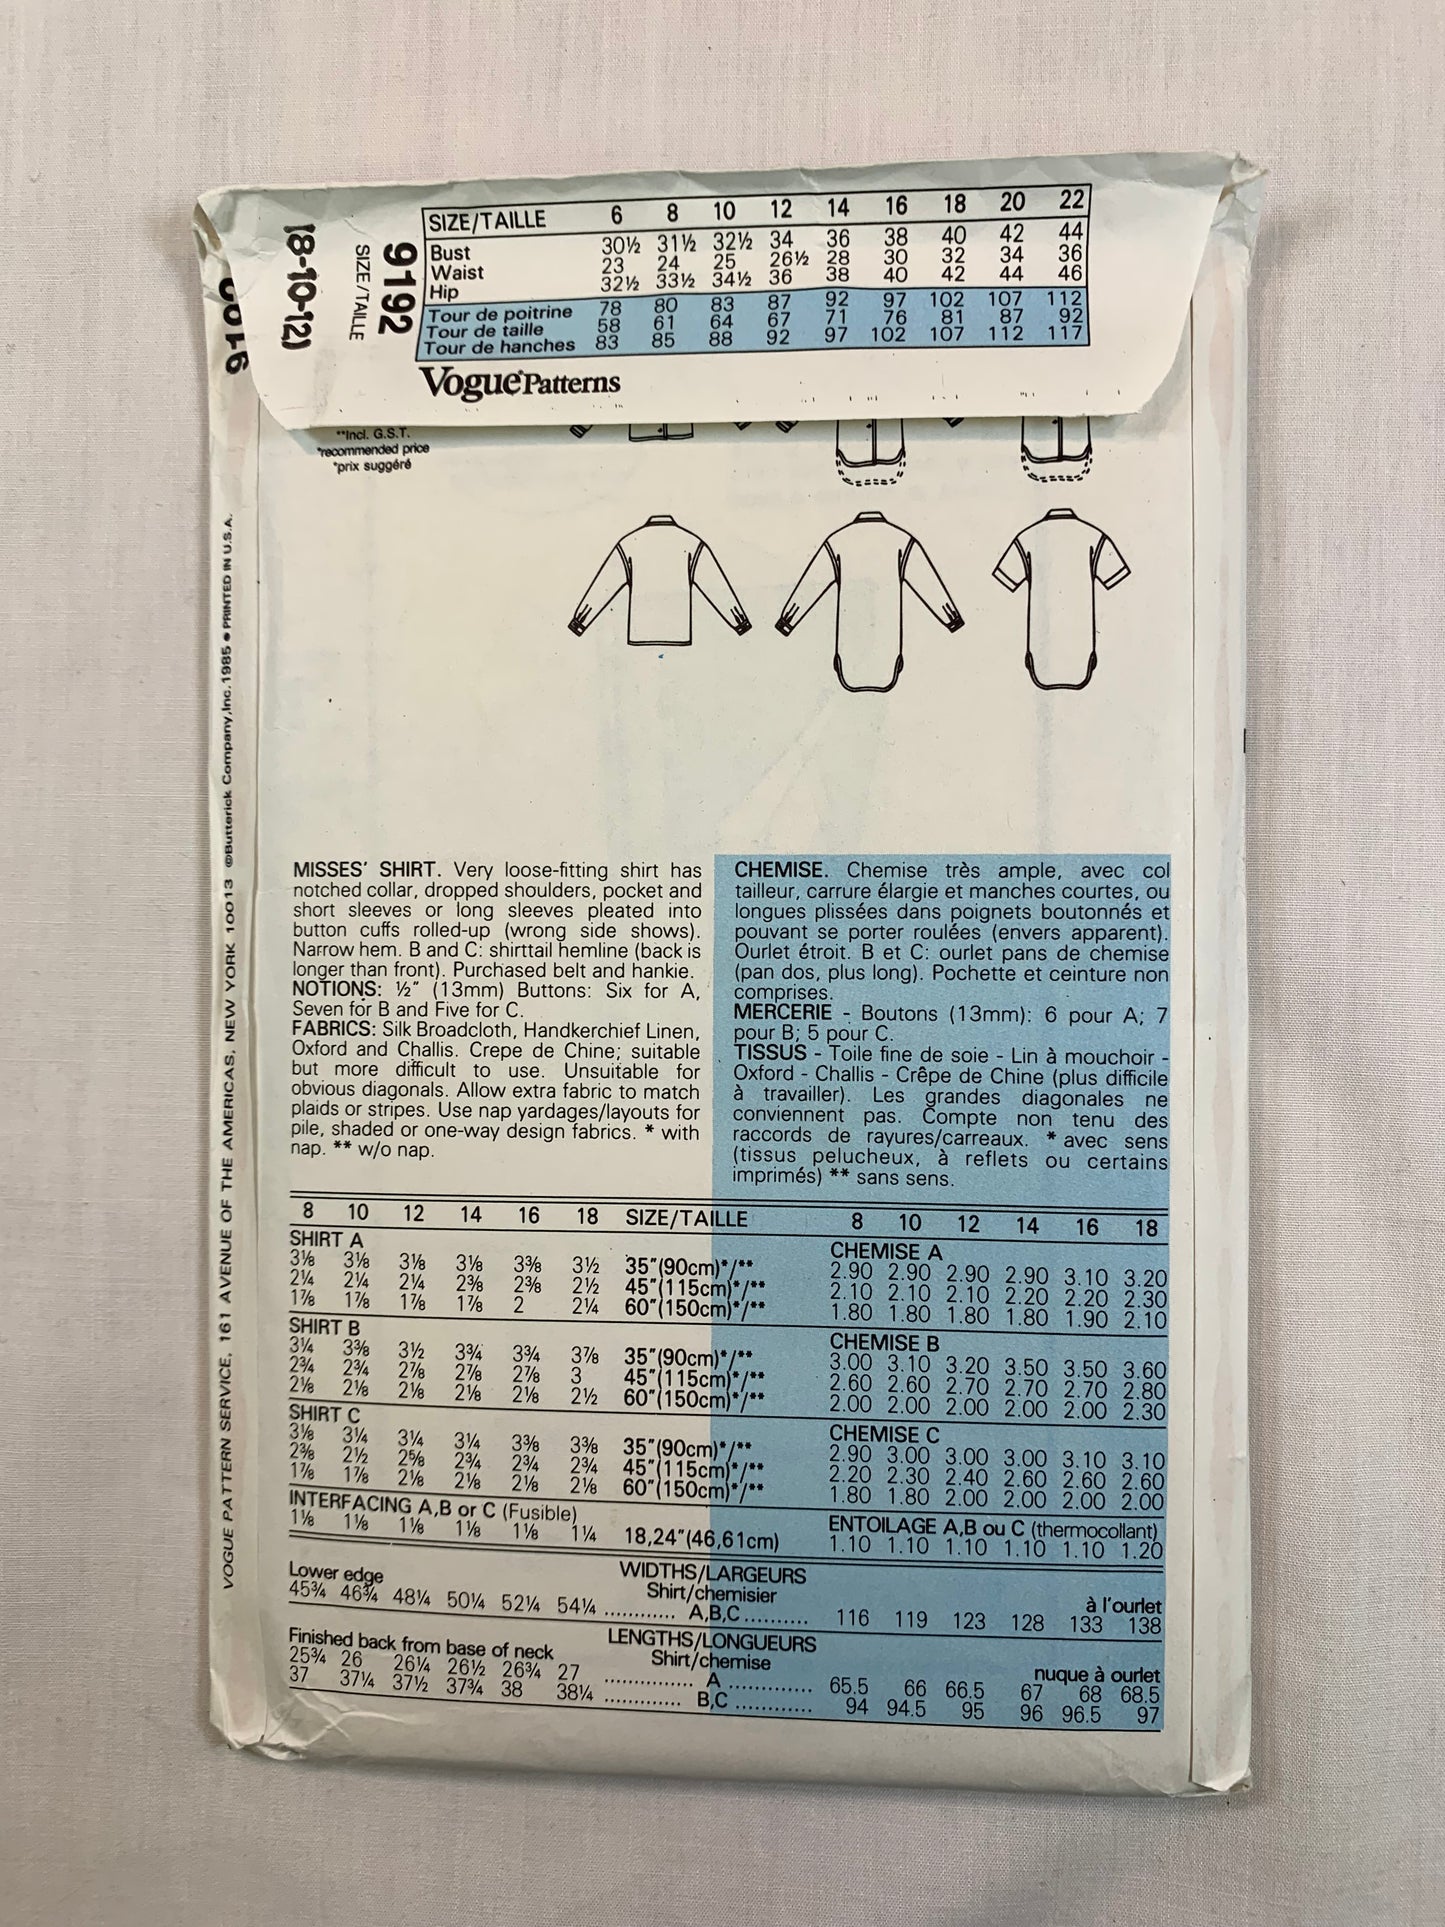 SIZE/TAILLE 6 8 10 12 14 16 18 20 22
Bust 30½ 31½ 32½ 34 36 38 40 42 44
Waist 23 24 25 26½ 28 30 32 34 36
Hip 32½ 33½ 34½ 36 38 40 42 44 46
Tour de poitrine 78 80 83 87 92 97 102 107 112
Tour de taille 58 61 64 67 71 76 81 87 92
Tour de hanches 83 85 88 92 97 102 107 112 117
Vogue Patterns
9192
SIZE/TAILLE
(8-10-12)
**Incl. G.S.T.
*recommended price
*prix suggéré
VOGUE PATTERN SERVICE, 161 AVENUE OF THE AMERICAS, NEW YORK 10013 ©Butterick Company, Inc. 1985 ● PRINTED IN U.S.A.
MISSES' SHIRT. Very loose-fitting shirt has
notched collar, dropped shoulders, pocket and
short sleeves or long sleeves pleated into
button cuffs rolled-up (wrong side shows).
Narrow hem. B and C: shirttail hemline (back is
longer than front). Purchased belt and hankie.
NOTIONS: ½" (13mm) Buttons: Six for A,
Seven for B and Five for C.
FABRICS: Silk Broadcloth, Handkerchief Linen,
Oxford and Challis. Crepe de Chine; suitable
but more difficult to use. Unsuitable for
obvious diagonals. Allow extra fabric to match
plaids or stripes. Use nap yardages/layouts for
pile, shaded or one-way design fabrics. * with
nap. ** w/o nap.
CHEMISE. Chemise très ample, avec col
tailleur, carrure élargie et manches courtes, ou
longues plissées dans poignets boutonnés et
pouvant se porter roulées (envers apparent).
Ourlet étroit. B et C: ourlet pans de chemise
(pan dos, plus long). Pochette et ceinture non
comprises.
MERCERIE - Boutons (13mm): 6 pour A; 7
pour B; 5 pour C.
TISSUS - Toile fine de soie - Lin à mouchoir -
Oxford - Challis - Crêpe de Chine (plus difficile
à travailler). Les grandes diagonales ne
conviennent pas. Compte non tenu des
raccords de rayures/carreaux. * avec sens
(tissus pelucheux, à reflets ou certains
imprimés) ** sans sens.
8 10 12 14 16 18 SIZE/TAILLE 8 10 12 14 16 18
SHIRT A CHEMISE A
3⅛ 3⅛ 3⅛ 3⅛ 3⅜ 3½ 35"(90cm)*/** 2.90 2.90 2.90 2.90 3.10 3.20
2¼ 2¼ 2¼ 2⅜ 2⅜ 2½ 45"(115cm)*/** 2.10 2.10 2.10 2.20 2.20 2.30
1⅞ 1⅞ 1⅞ 1⅞ 2 2¼ 60"(150cm)*/** 1.80 1.80 1.80 1.80 1.90 2.10
SHIRT B CHEMISE B
3¼ 3⅜ 3½ 3¾ 3¾ 3⅞ 35"(90cm)*/** 3.00 3.10 3.20 3.50 3.50 3.60
2¾ 2¾ 2⅞ 2⅞ 2⅞ 3 45"(115cm)*/** 2.60 2.60 2.70 2.70 2.70 2.80
2⅛ 2⅛ 2⅛ 2⅛ 2⅛ 2½ 60"(150cm)*/** 2.00 2.00 2.00 2.00 2.00 2.30
SHIRT C CHEMISE C
3⅛ 3¼ 3¼ 3¼ 3⅜ 3⅜ 35"(90cm)*/** 2.90 3.00 3.00 3.00 3.10 3.10
2⅜ 2½ 2⅝ 2¾ 2¾ 2¾ 45"(115cm)*/** 2.20 2.30 2.40 2.60 2.60 2.60
1⅞ 1⅞ 2⅛ 2⅛ 2⅛ 2⅛ 60"(150cm)*/** 1.80 1.80 2.00 2.00 2.00 2.00
INTERFACING A,B or C (Fusible) ENTOILAGE A,B ou C (thermocollant)
1⅛ 1⅛ 1⅛ 1⅛ 1⅛ 1¼ 18,24"(46,61cm) 1.10 1.10 1.10 1.10 1.10 1.20
WIDTHS/LARGEURS
Lower edge Shirt/chemisier à l'ourlet
45¾ 46¾ 48¼ 50¼ 52¼ 54¼ ............ A,B,C .......... 116 119 123 128 133 138
LENGTHS/LONGUEURS
Finished back from base of neck Shirt/chemise nuque à ourlet
25¾ 26 26¼ 26½ 26¾ 27 ............... A ............. 65.5 66 66.5 67 68 68.5
37 37¼ 37½ 37¾ 38 38¼ ............. B,C ............ 94 94.5 95 96 96.5 97